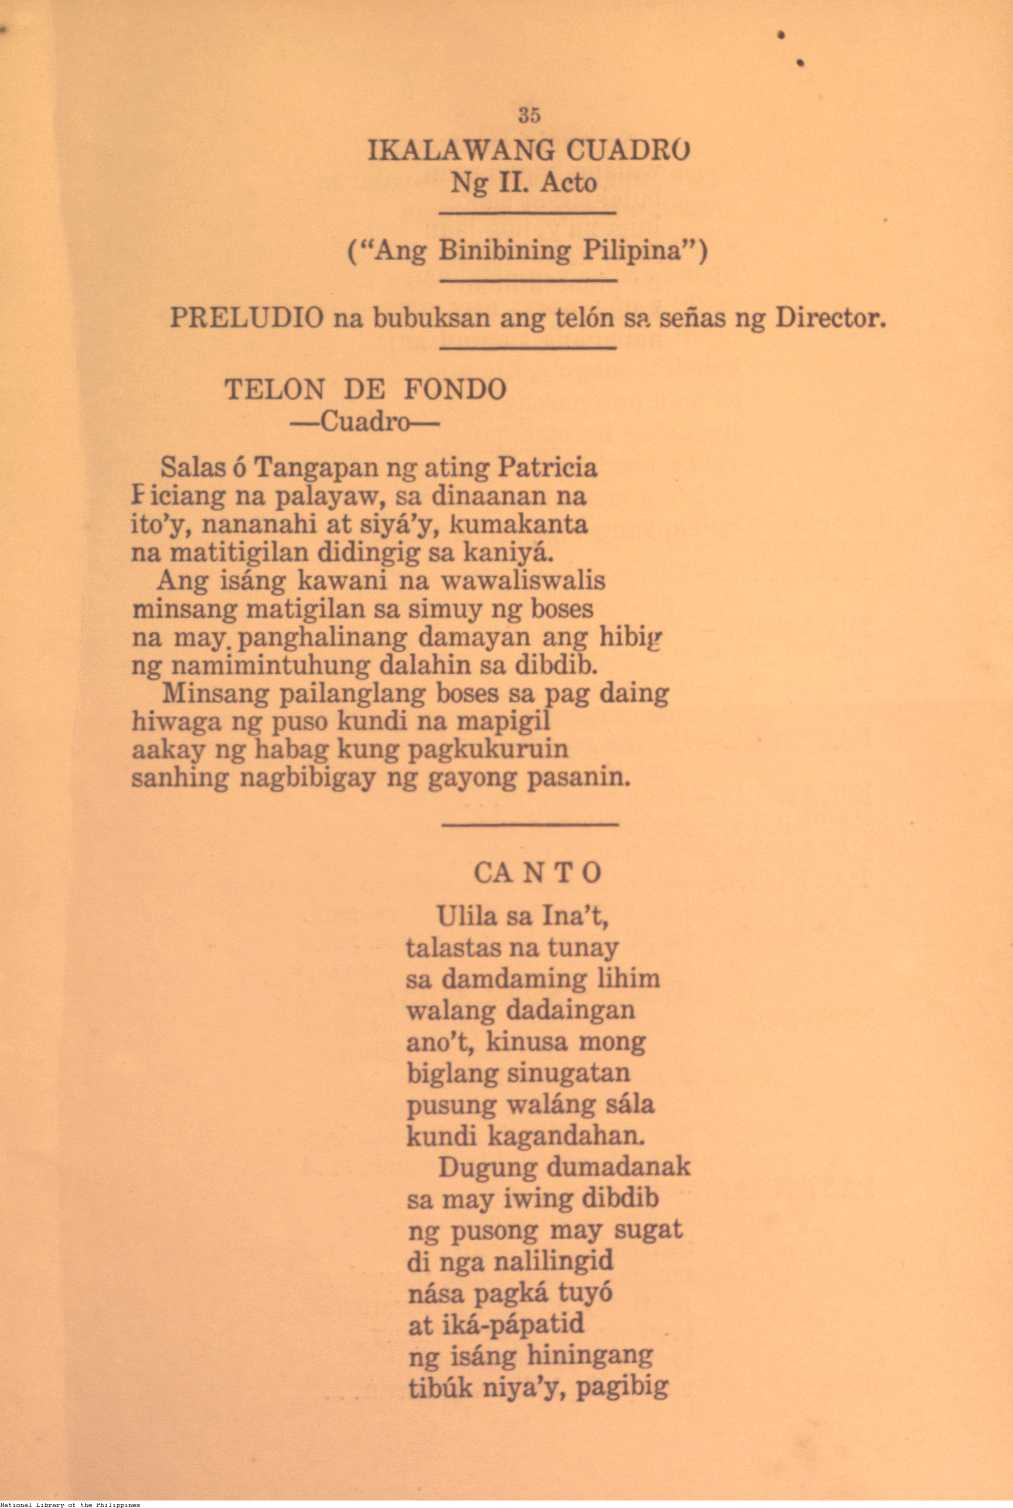 35
IKALAWANG CUADRO
Ng II. Acto
("Ang Binibining Pilipina")
PRELUDIO na bubuksan ang telón sa señas ng Director.
TELON DE FONDO
—Cuadro—
Salas ó Tangapan ng ating Patricia
Ficiang na palayaw, sa dinaanan na
ito'y, nananahi at siyá'y, kumakanta
na matitigilan didingig sa kaniyá.
Ang isáng kawani na wawaliswalis
minsang matigilan sa simuy ng boses
na may panghalinang damayan ang hibig
ng namimintuhung dalahin sa dibdib.
Minsang pailanglang boses sa pag daing
hiwaga ng puso kundi na mapigil
aakay ng habag kung pagkukuruin
sanhing nagbibigay ng gayong pasanin.
CANTO
Ulila sa Ina't,
talastas na tunay
sa damdaming lihim
walang dadaingan
ano't, kinusa mong
biglang sinugatan
pusung waláng sála
kundi kagandahan.
Dugung dumadanak
sa may iwing dibdib
ng pusong may sugat
di nga nalilingid
nása pagká tuyó
at iká-pápatid
ng isáng hiningang
tibúk niya'y, pagibig
National Library of the Philippines